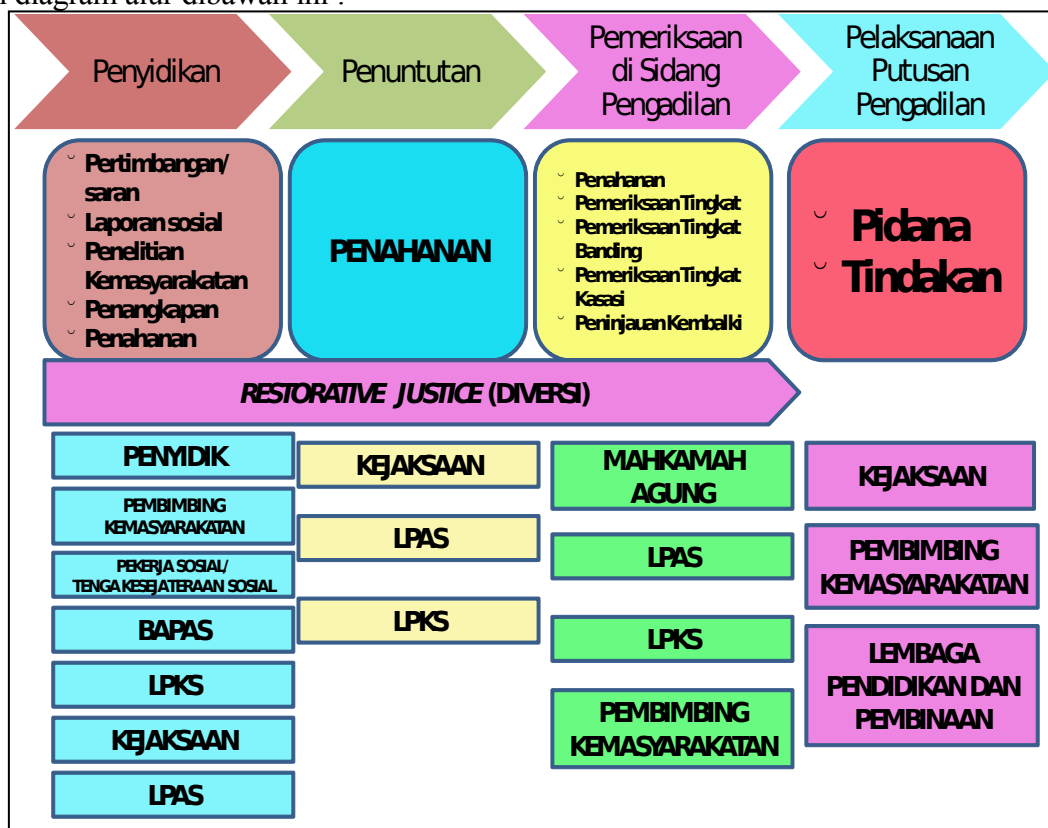 diagram alur dibawah ini :
Penyidikan
Penuntutan
Pemeriksaan
di Sidang
Pengadilan
Pelaksanaan
Putusan
Pengadilan
Pertimbangan/
saran
Laporan sosial
Penelitian
Kemasyarakatan
Penangkapan
Penahanan
PENAHANAN
Penahanan
Pemeriksaan Tingkat
Pemeriksaan Tingkat
Banding
Pemeriksaan Tingkat
Kasasi
Peninjauan Kembalki
Pidana
Tindakan
RESTORATIVE JUSTICE (DIVERSI)
PENYIDIK
PEMBIMBING
KEMASYARAKATAN
PEKERJA SOSIAL/
TENGA KESEJATERAAN SOSIAL
BAPAS
LPKS
KEJAKSAAN
LPAS
KEJAKSAAN
LPAS
LPKS
MAHKAMAH
AGUNG
LPAS
LPKS
PEMBIMBING
KEMASYARAKATAN
KEJAKSAAN
PEMBIMBING
KEMASYARAKATAN
LEMBAGA
PENDIDIKAN DAN
PEMBINAAN